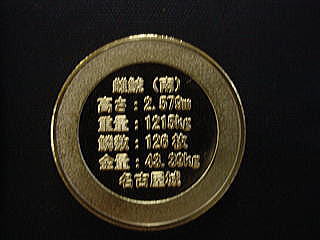 雌鯱（南）
高さ：2.579m
重量：1215kg
鱗数：126枚
金量：43.39kg
名古屋城